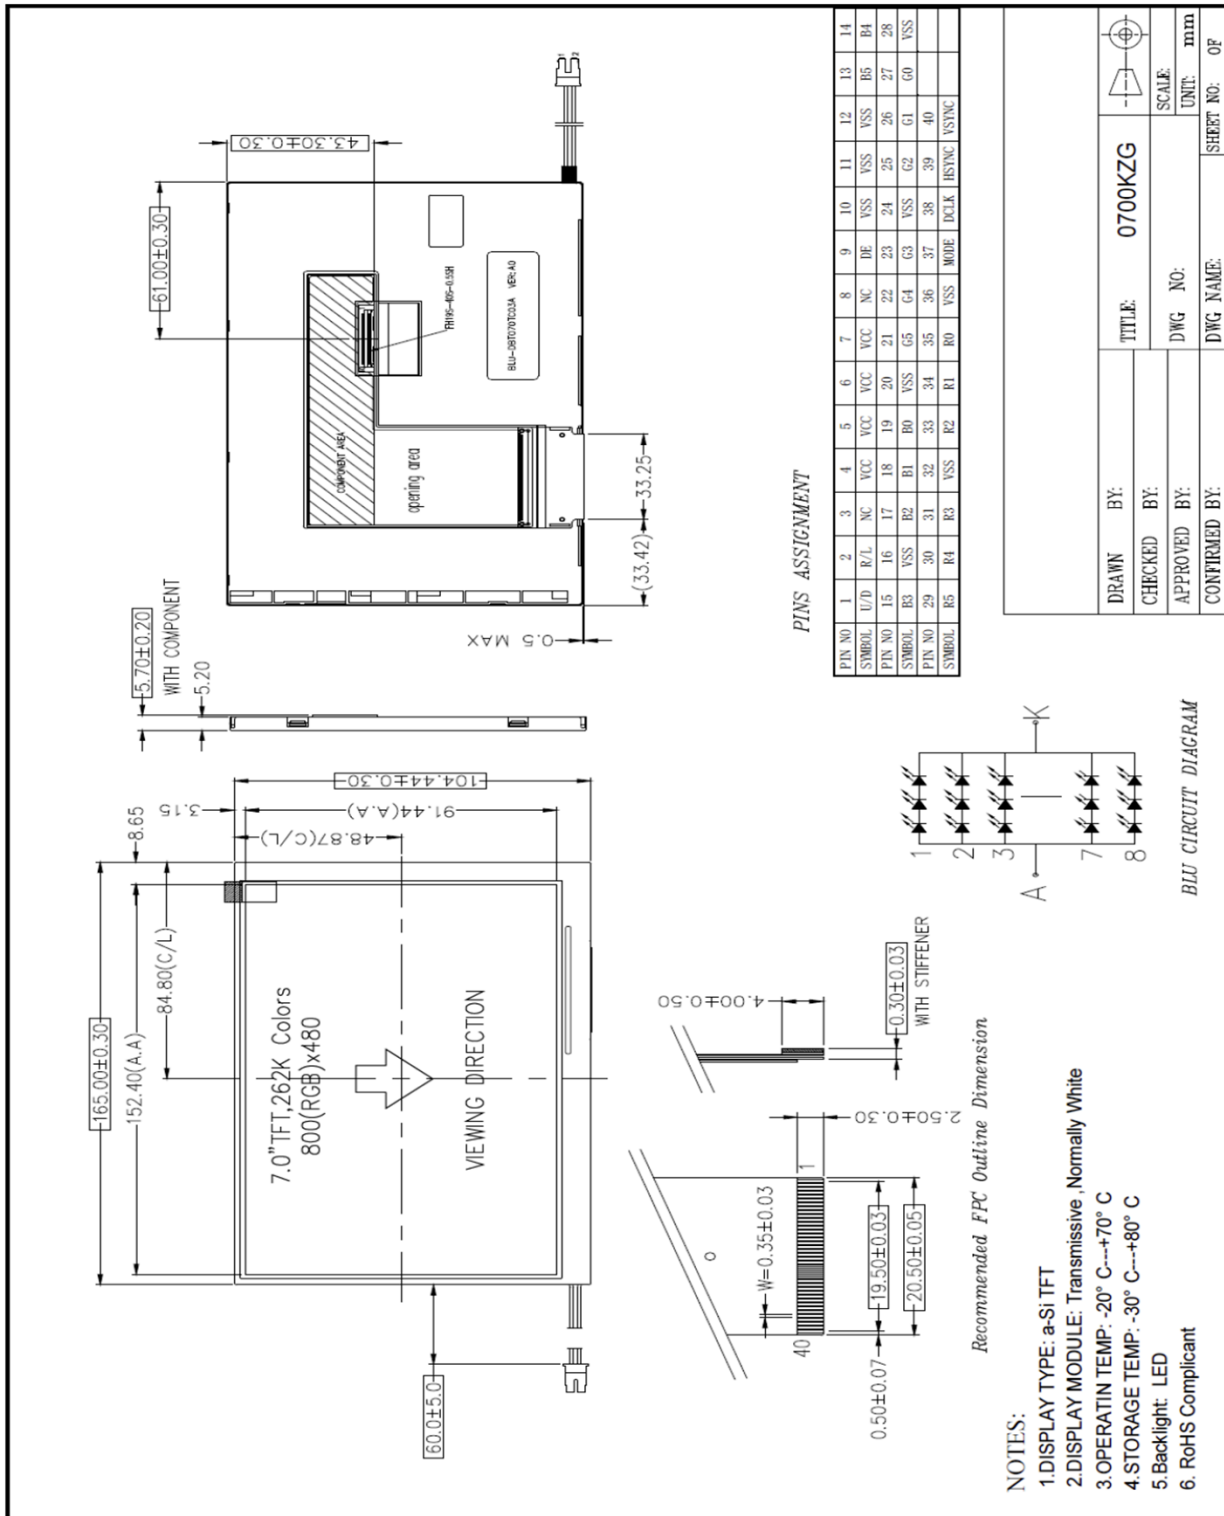 165.00±0.30
152.40(A.A)
84.80(C/L)
8.65
60.0±5.0
3.15
48.87(C/L)
91.44(A.A)
104.44±0.30
7.0"TFT,262K Colors
800(RGB)x480
VIEWING DIRECTION
5.70±0.20
WITH COMPONENT
5.20
61.00±0.30
43.30±0.30
COMPONENT AREA
opening area
FH19S-40S-0.5SH
BLU-DBT070TC03A VER:A0
1
2
0.5 MAX
(33.42)
33.25
W=0.35±0.03
40
1
0.50±0.07
19.50±0.03
20.50±0.05
2.50±0.30
4.00±0.50
0.30±0.03
WITH STIFFENER
Recommended FPC Outline Dimension
A
K
1
2
3
7
8
BLU CIRCUIT DIAGRAM
PINS ASSIGNMENT
PIN NO 1 2 3 4 5 6 7 8 9 10 11 12 13 14
SYMBOL U/D R/L NC VCC VCC VCC VCC NC DE VSS VSS VSS B5 B4
PIN NO 15 16 17 18 19 20 21 22 23 24 25 26 27 28
SYMBOL B3 VSS B2 B1 B0 VSS G5 G4 G3 VSS G2 G1 G0 VSS
PIN NO 29 30 31 32 33 34 35 36 37 38 39 40
SYMBOL R5 R4 R3 VSS R2 R1 R0 VSS MODE DCLK HSYNC VSYNC
NOTES:
1.DISPLAY TYPE: a-Si TFT
2.DISPLAY MODULE: Transmissive ,Normally White
3.OPERATIN TEMP: -20° C---+70° C
4.STORAGE TEMP: -30° C---+80° C
5.Backlight: LED
6. RoHS Complicant
DRAWN BY:
CHECKED BY:
APPROVED BY:
CONFIRMED BY:
TITLE: 0700KZG
DWG NO:
DWG NAME:
SCALE:
UNIT: mm
SHEET NO: OF